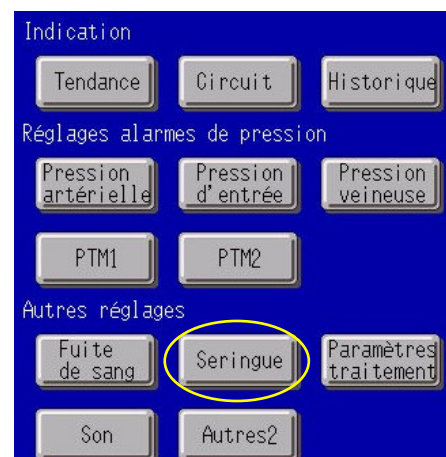 Indication
Tendance Circuit Historique
Réglages alarmes de pression
Pression artérielle
Pression d'entrée
Pression veineuse
PTM1 PTM2
Autres réglages
Fuite de sang
Seringue
Paramètres traitement
Son Autres2